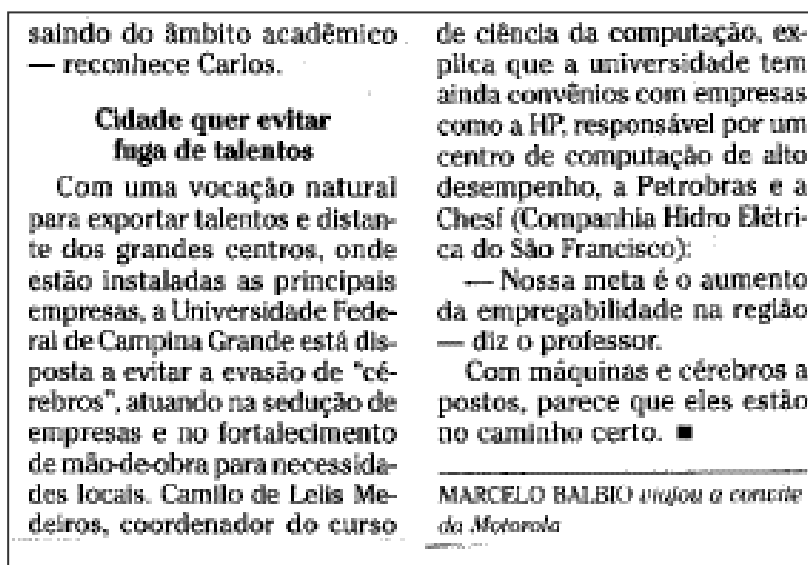 saindo do âmbito acadêmico
— reconhece Carlos.
Cidade quer evitar
fuga de talentos
Com uma vocação natural
para exportar talentos e distan-
te dos grandes centros, onde
estão instaladas as principais
empresas, a Universidade Fede-
ral de Campina Grande está dis-
posta a evitar a evasão de "cé-
rebros", atuando na sedução de
empresas e no fortalecimento
de mão-de-obra para necessida-
des locais. Camilo de Lelis Me-
deiros, coordenador do curso
de ciência da computação, ex-
plica que a universidade tem
ainda convênios com empresas
como a HP, responsável por um
centro de computação de alto
desempenho, a Petrobras e a
Chesf (Companhia Hidro Elétri-
ca do São Francisco):
— Nossa meta é o aumento
da empregabilidade na região
— diz o professor.
Com máquinas e cérebros a
postos, parece que eles estão
no caminho certo. ■
MARCELO BALBIO viajou a convite
da Motorola